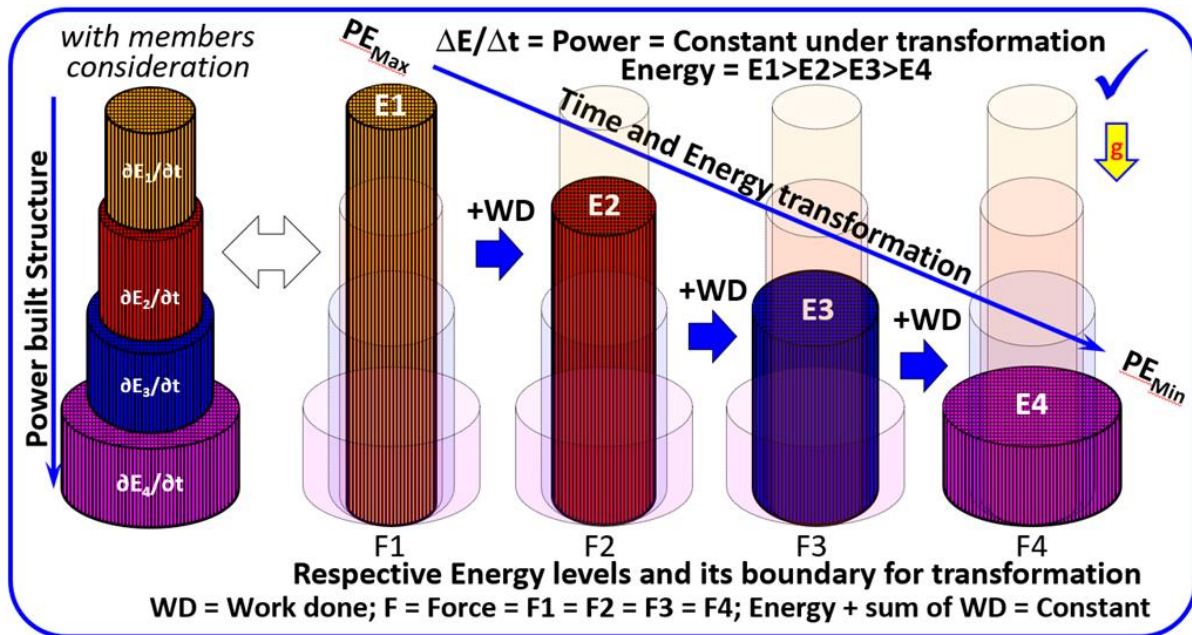 with members
consideration
PE_Max
ΔE/Δt = Power = Constant under transformation
Energy = E1>E2>E3>E4
Power built Structure
∂E₁/∂t
∂E₂/∂t
∂E₃/∂t
∂E₄/∂t
E1
+WD
E2
+WD
E3
+WD
E4
Time and Energy transformation
g
PE_Min
F1
F2
F3
F4
Respective Energy levels and its boundary for transformation
WD = Work done; F = Force = F1 = F2 = F3 = F4; Energy + sum of WD = Constant